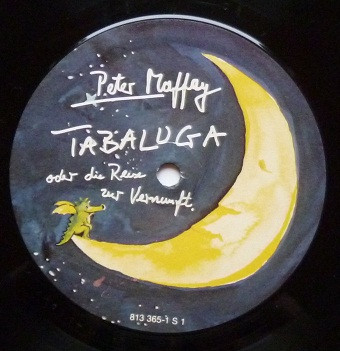 Peter Maffay
TABALUGA
oder die Reise
zur Vernunft.
813 365-1 S 1